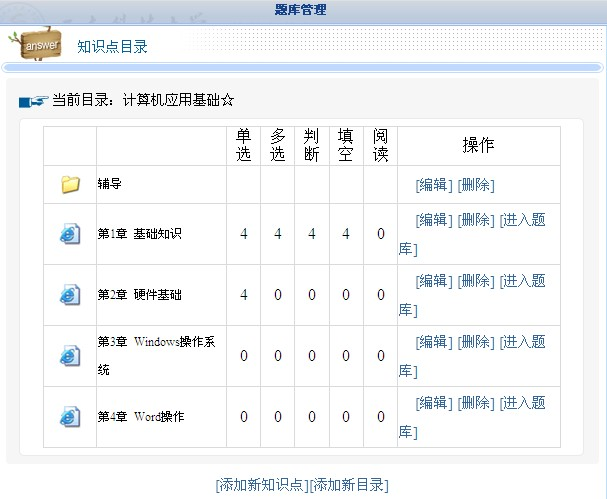 题库管理
answer
知识点目录
当前目录：计算机应用基础☆
单选 多选 判断 填空 阅读 操作
辅导 [编辑] [删除]
第1章 基础知识 4 4 4 4 0 [编辑] [删除] [进入题库]
第2章 硬件基础 4 0 0 0 0 [编辑] [删除] [进入题库]
第3章 Windows操作系统 0 0 0 0 0 [编辑] [删除] [进入题库]
第4章 Word操作 0 0 0 0 0 [编辑] [删除] [进入题库]
[添加新知识点][添加新目录]